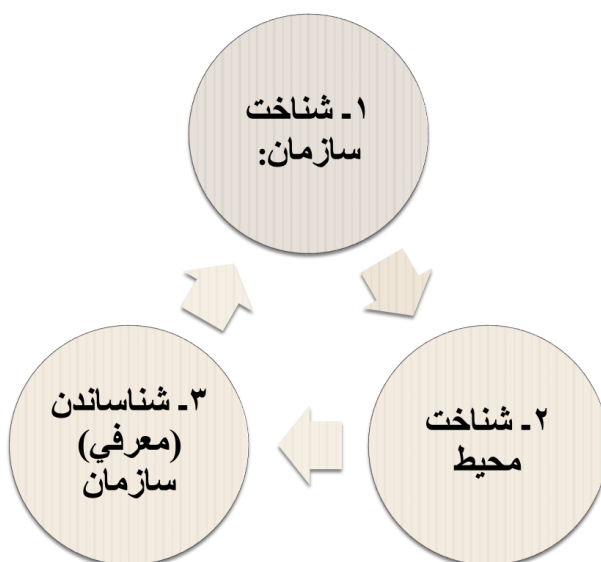 ۱ـ شناخت
سازمان:
۲ـ شناخت
محیط
۳ـ شناساندن
(معرفي)
سازمان